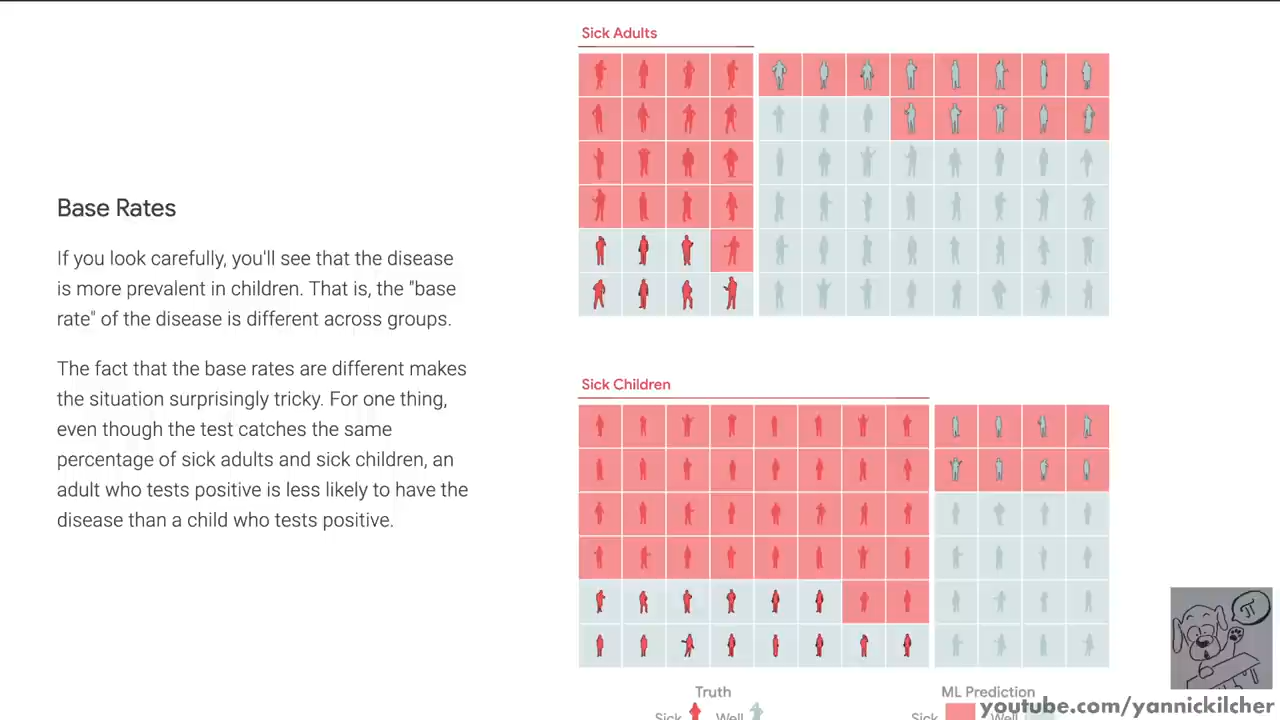 Sick Adults
Base Rates
If you look carefully, you'll see that the disease
is more prevalent in children. That is, the "base
rate" of the disease is different across groups.
The fact that the base rates are different makes
the situation surprisingly tricky. For one thing,
even though the test catches the same
percentage of sick adults and sick children, an
adult who tests positive is less likely to have the
disease than a child who tests positive.
Sick Children
Truth
Sick Well
ML Prediction
Sick Well
π
youtube.com/yannickilcher